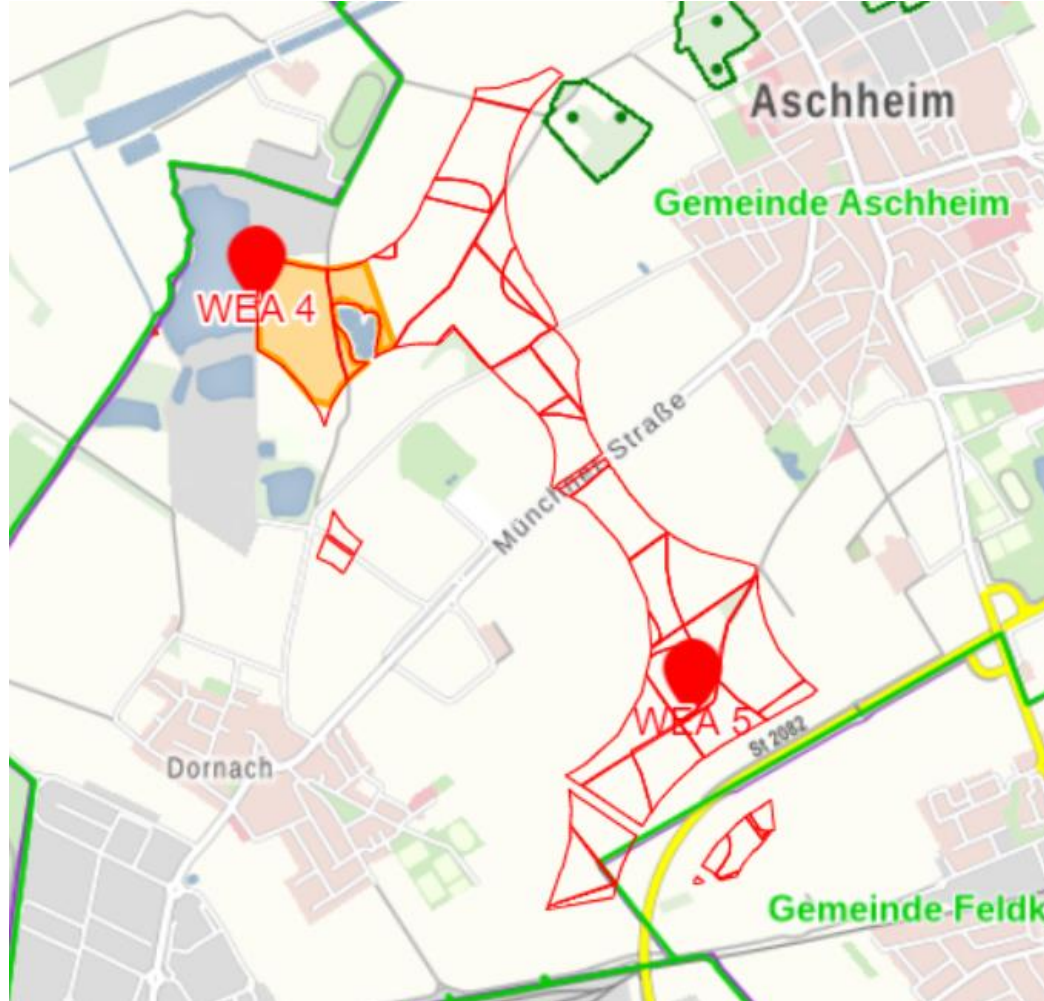 Aschheim
Gemeinde Aschheim
WEA 4
Münchner Straße
WEA 5
St 2082
Dornach
Gemeinde Feldk